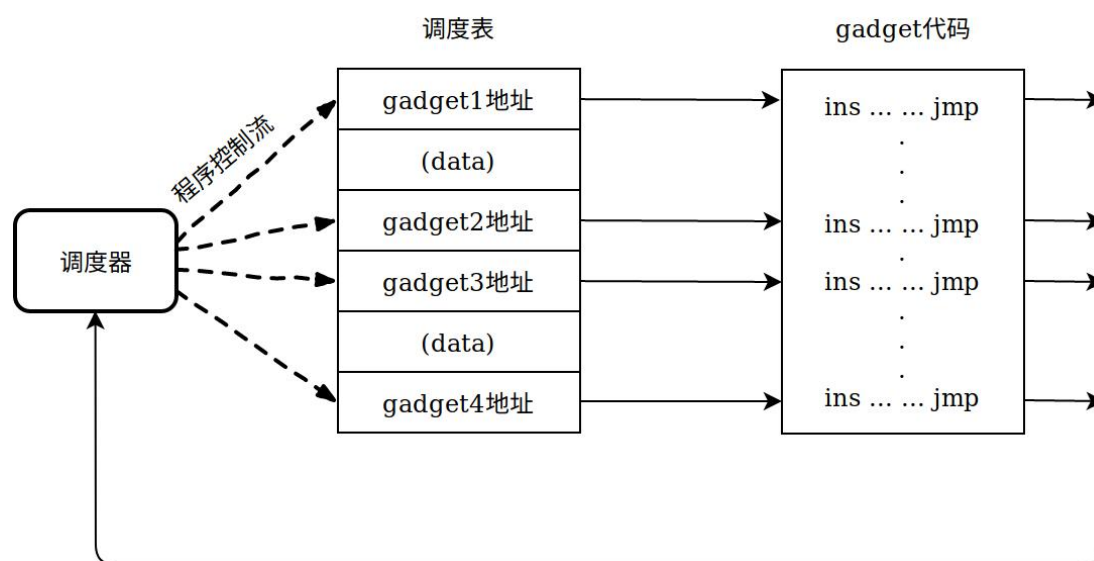 调度表
gadget代码
gadget1地址
ins ... ... jmp
程序控制流
(data)
gadget2地址
ins ... ... jmp
调度器
gadget3地址
ins ... ... jmp
(data)
gadget4地址
ins ... ... jmp